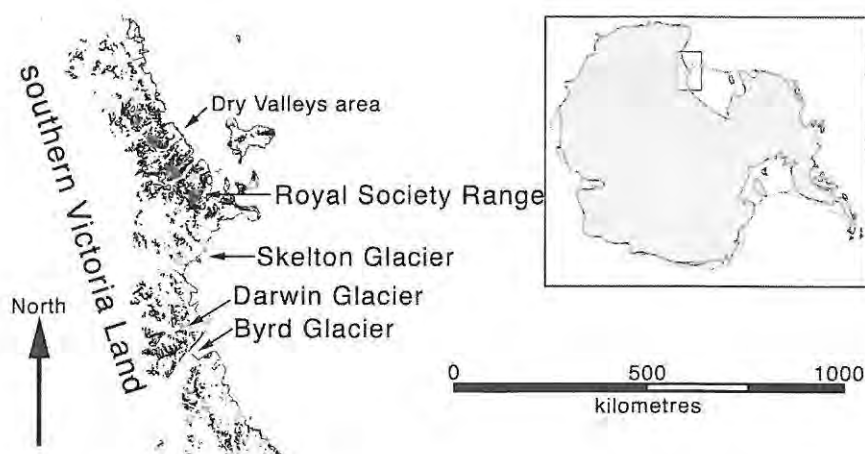 southern Victoria Land
Dry Valleys area
Royal Society Range
Skelton Glacier
Darwin Glacier
Byrd Glacier
North
0 500 1000
kilometres